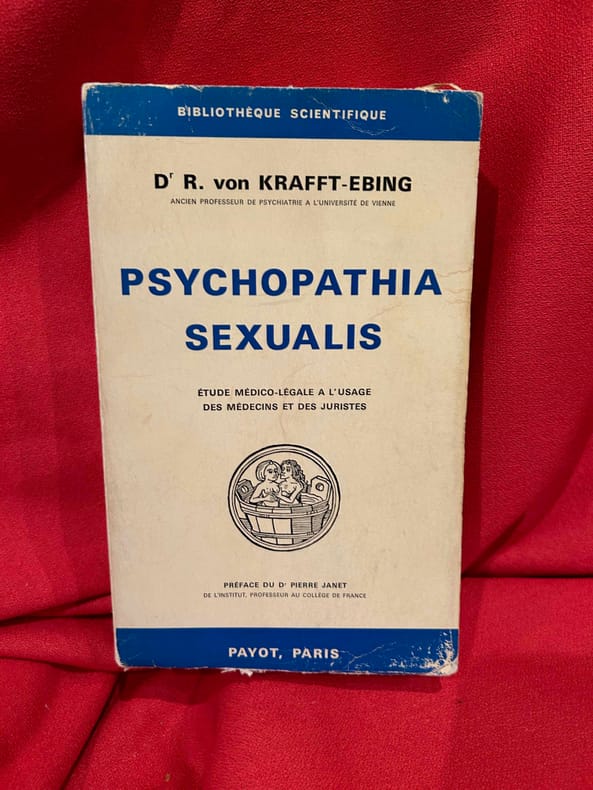 BIBLIOTHÈQUE SCIENTIFIQUE
Dr R. von KRAFFT-EBING
ANCIEN PROFESSEUR DE PSYCHIATRIE A L'UNIVERSITÉ DE VIENNE
PSYCHOPATHIA
SEXUALIS
ÉTUDE MÉDICO-LÉGALE A L'USAGE
DES MÉDECINS ET DES JURISTES
PRÉFACE DU Dr PIERRE JANET
DE L'INSTITUT, PROFESSEUR AU COLLÈGE DE FRANCE
PAYOT, PARIS